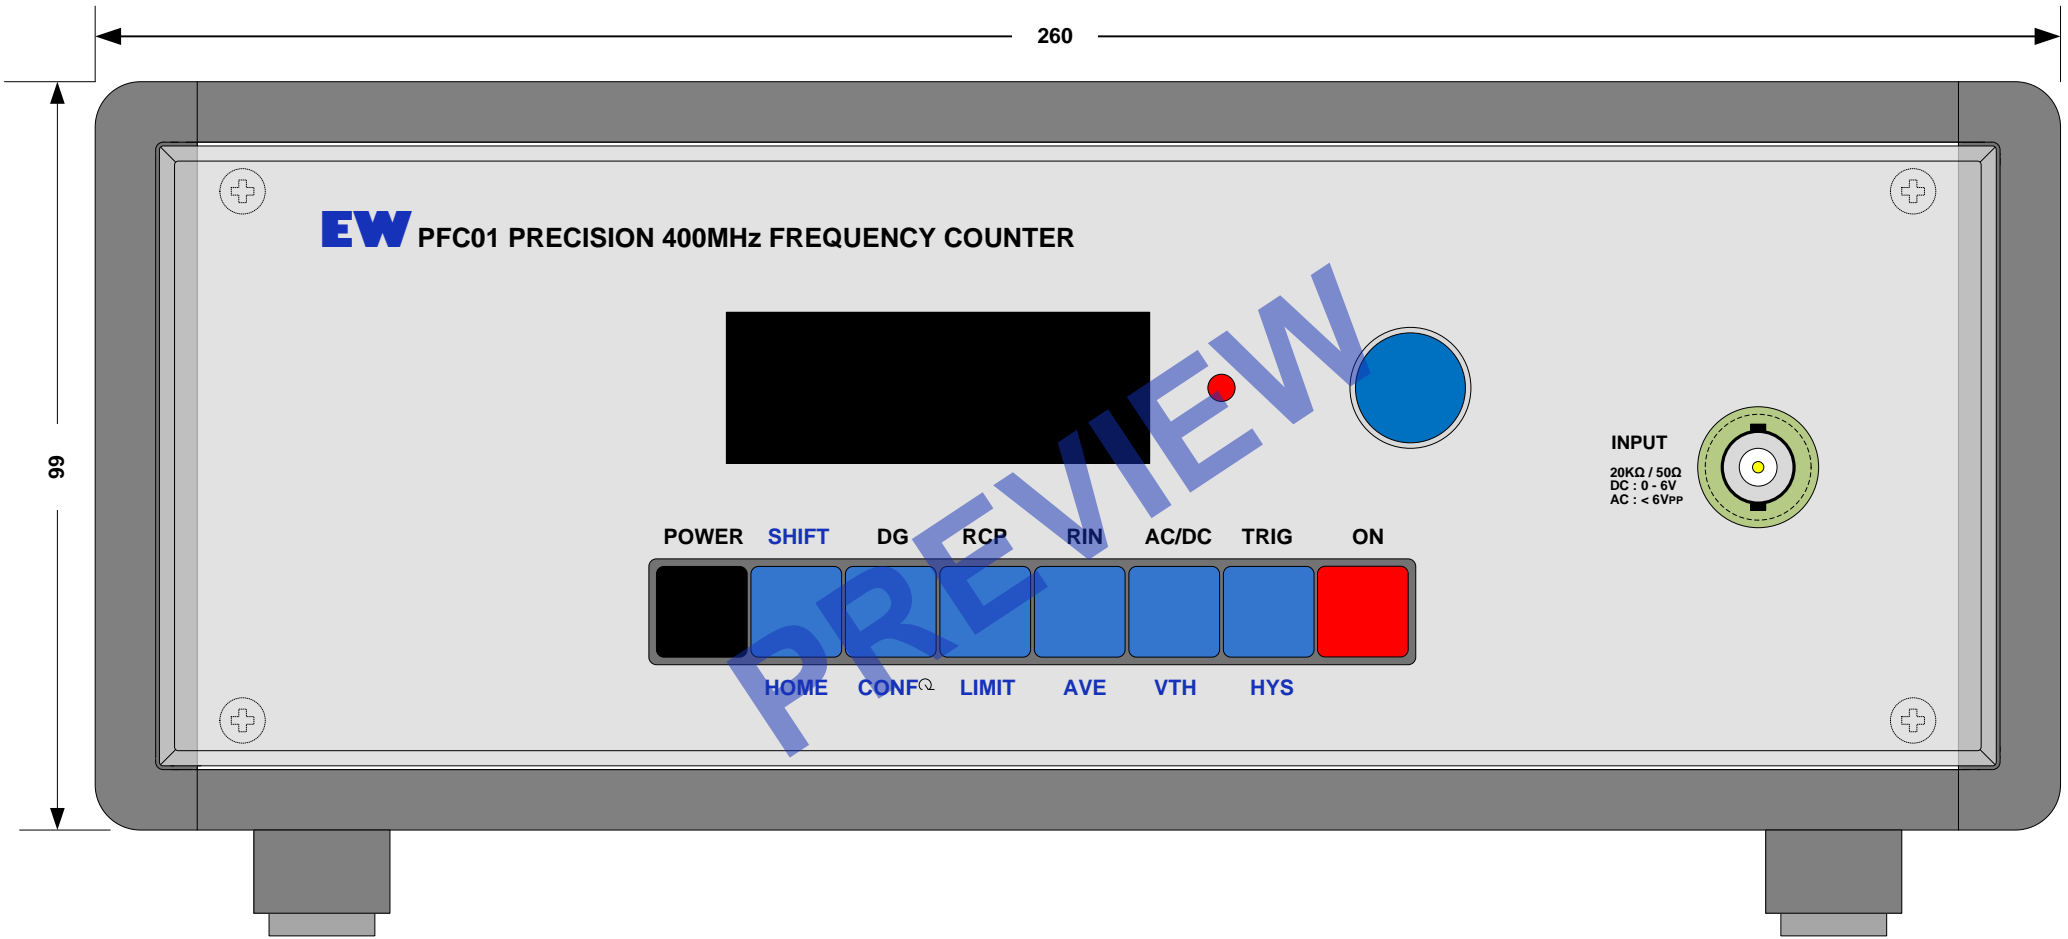 260
EW PFC01 PRECISION 400MHz FREQUENCY COUNTER
99
INPUT
20KΩ / 50Ω
DC : 0 - 6V
AC : < 6VPP
POWER SHIFT DG RCP RIN AC/DC TRIG ON
HOME CONF LIMIT AVE VTH HYS
PREVIEW